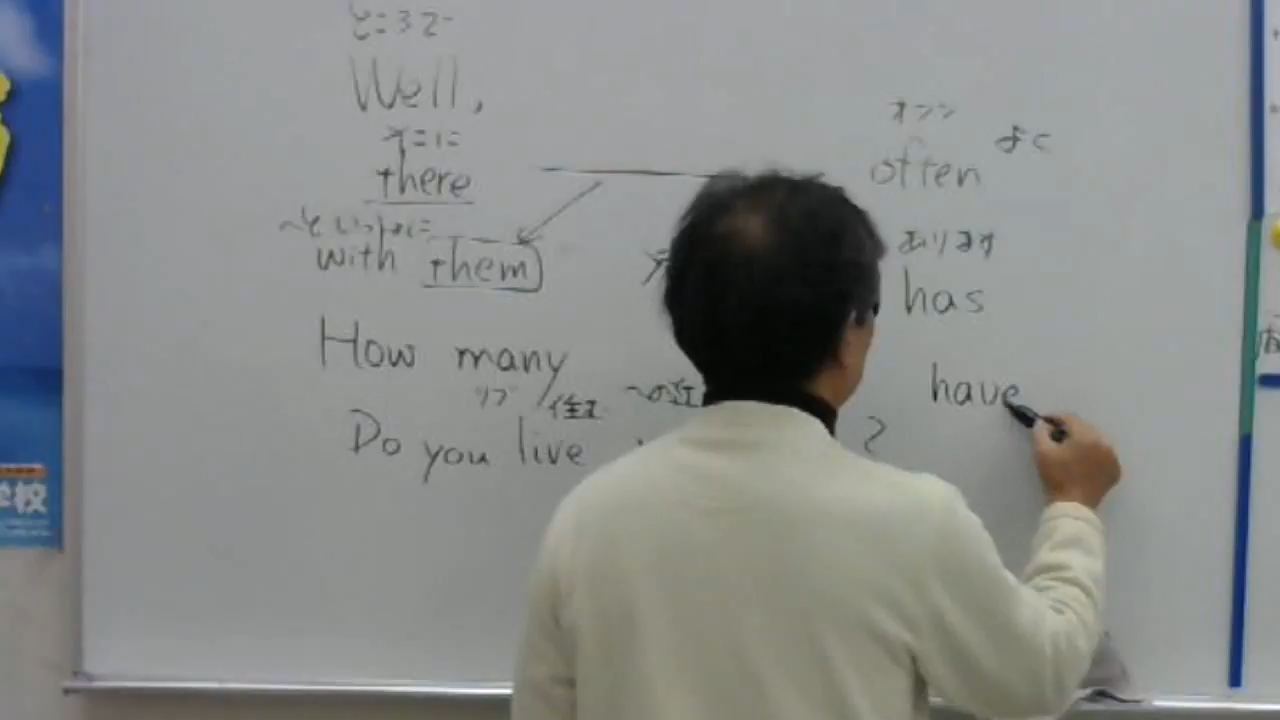 ところで
Well,
そこに
there
〜といっしょに
with them
How many
リブ 住む 〜の近
Do you live ?
オフン よく
often
あります
has
have
学校